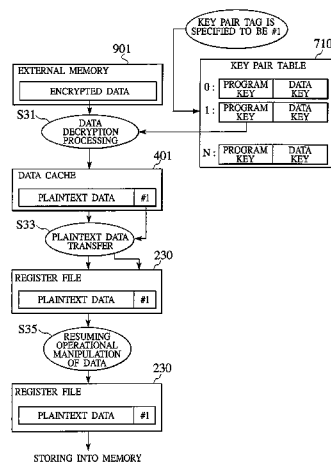 KEY PAIR TAG IS
SPECIFIED TO BE #1
710
KEY PAIR TABLE
0: PROGRAM KEY DATA KEY
1: PROGRAM KEY DATA KEY
N: PROGRAM KEY DATA KEY
901
EXTERNAL MEMORY
ENCRYPTED DATA
S31
DATA
DECRYPTION
PROCESSING
401
DATA CACHE
PLAINTEXT DATA #1
S33
PLAINTEXT DATA
TRANSFER
230
REGISTER FILE
PLAINTEXT DATA #1
S35
RESUMING
OPERATIONAL
MANIPULATION
OF DATA
230
REGISTER FILE
PLAINTEXT DATA #1
STORING INTO MEMORY